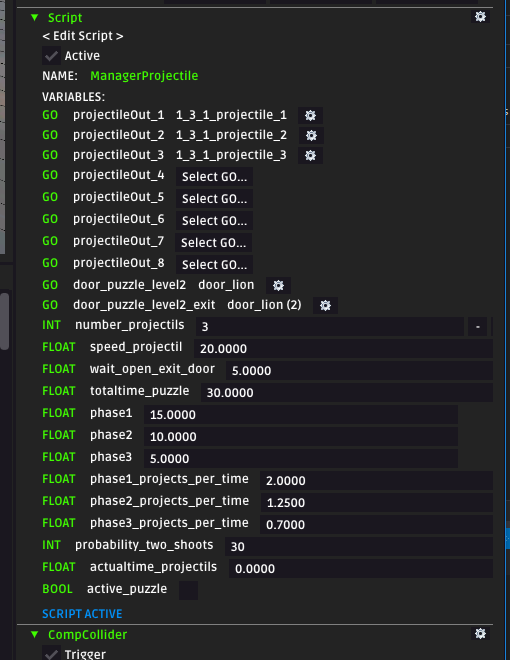 Script
< Edit Script >
Active
NAME: ManagerProjectile
VARIABLES:
GO projectileOut_1 1_3_1_projectile_1
GO projectileOut_2 1_3_1_projectile_2
GO projectileOut_3 1_3_1_projectile_3
GO projectileOut_4 Select GO...
GO projectileOut_5 Select GO...
GO projectileOut_6 Select GO...
GO projectileOut_7 Select GO...
GO projectileOut_8 Select GO...
GO door_puzzle_level2 door_lion
GO door_puzzle_level2_exit door_lion (2)
INT number_projectils 3 -
FLOAT speed_projectil 20.0000
FLOAT wait_open_exit_door 5.0000
FLOAT totaltime_puzzle 30.0000
FLOAT phase1 15.0000
FLOAT phase2 10.0000
FLOAT phase3 5.0000
FLOAT phase1_projects_per_time 2.0000
FLOAT phase2_projects_per_time 1.2500
FLOAT phase3_projects_per_time 0.7000
INT probability_two_shoots 30
FLOAT actualtime_projectils 0.0000
BOOL active_puzzle
SCRIPT ACTIVE
CompCollider
Trigger